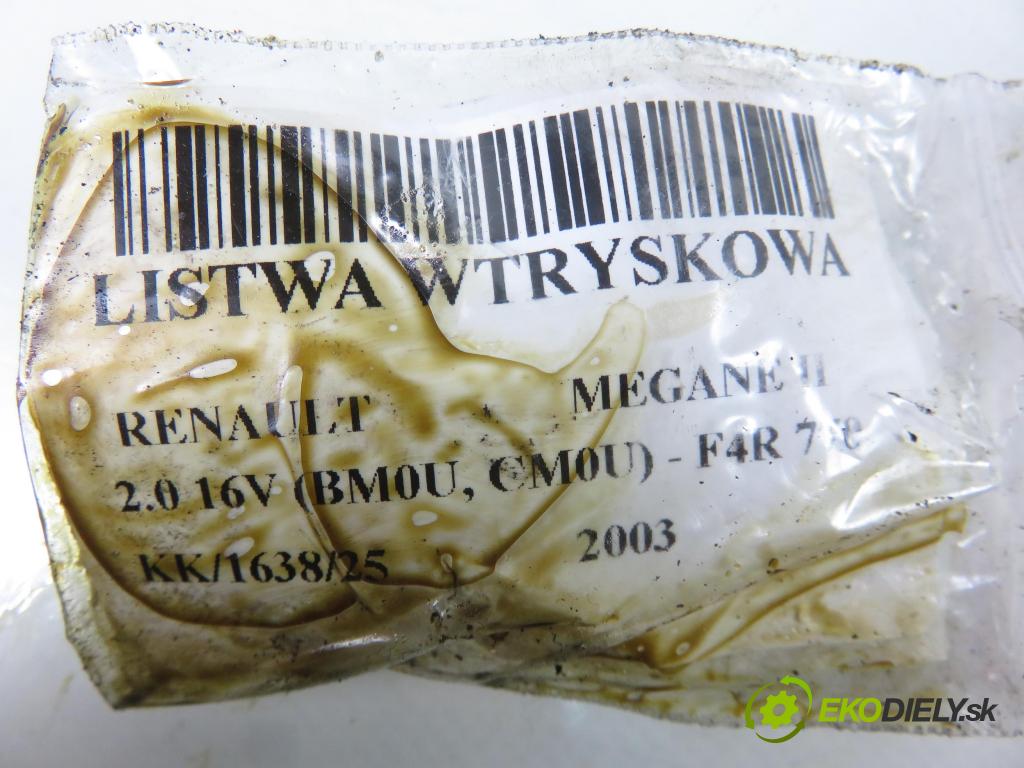 LISTWA WTRYSKOWA
RENAULT MEGANE II
2.0 16V (BM0U, CM0U) - F4R
KK/1638/25 2003
EKODIELY.sk